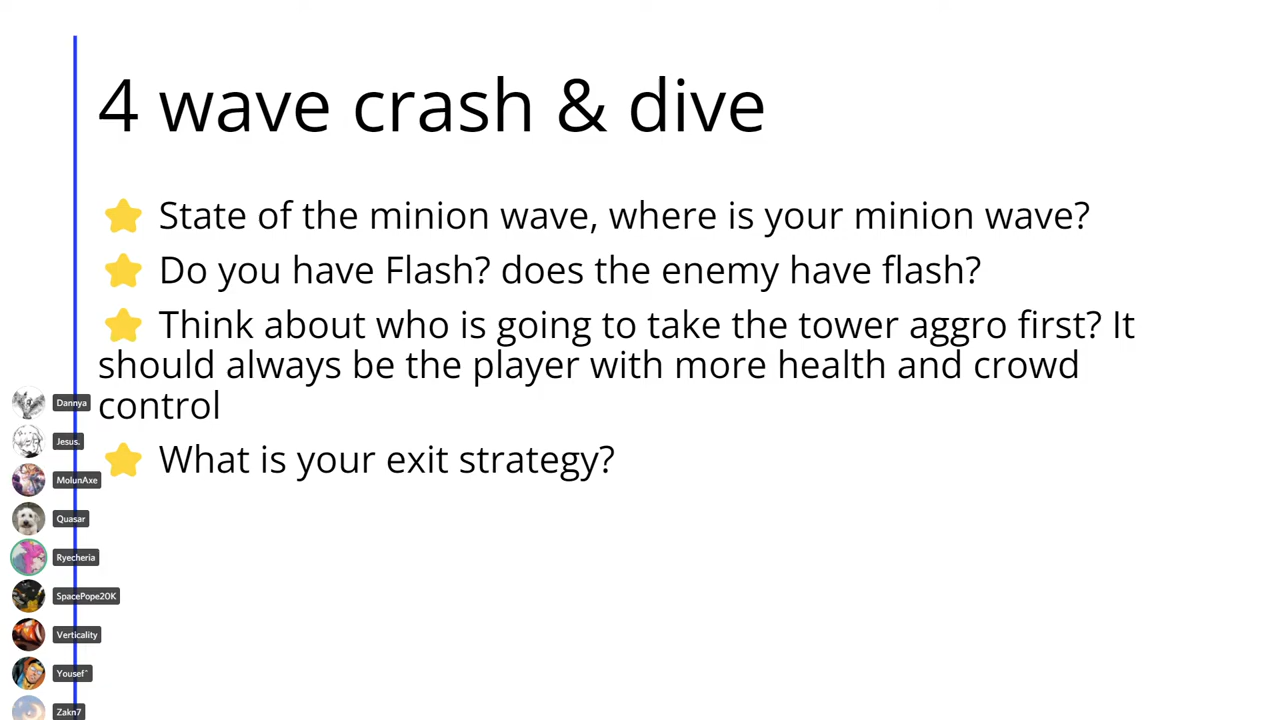 4 wave crash & dive
State of the minion wave, where is your minion wave?
Do you have Flash? does the enemy have flash?
Think about who is going to take the tower aggro first? It
should always be the player with more health and crowd
control
What is your exit strategy?
Dannya
Jesus.
MolunAxe
Quasar
Ryecheria
SpacePope20K
Verticality
Yousef^
Zakn7